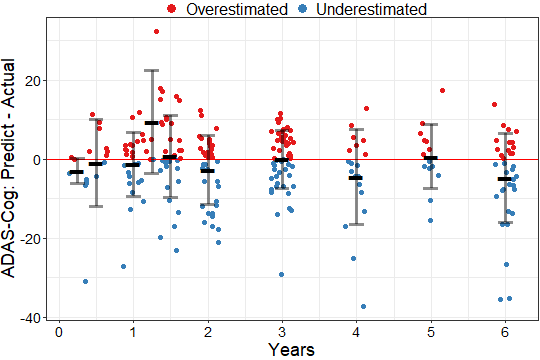 Overestimated Underestimated
ADAS-Cog: Predict - Actual
20
0
-20
-40
0 1 2 3 4 5 6
Years